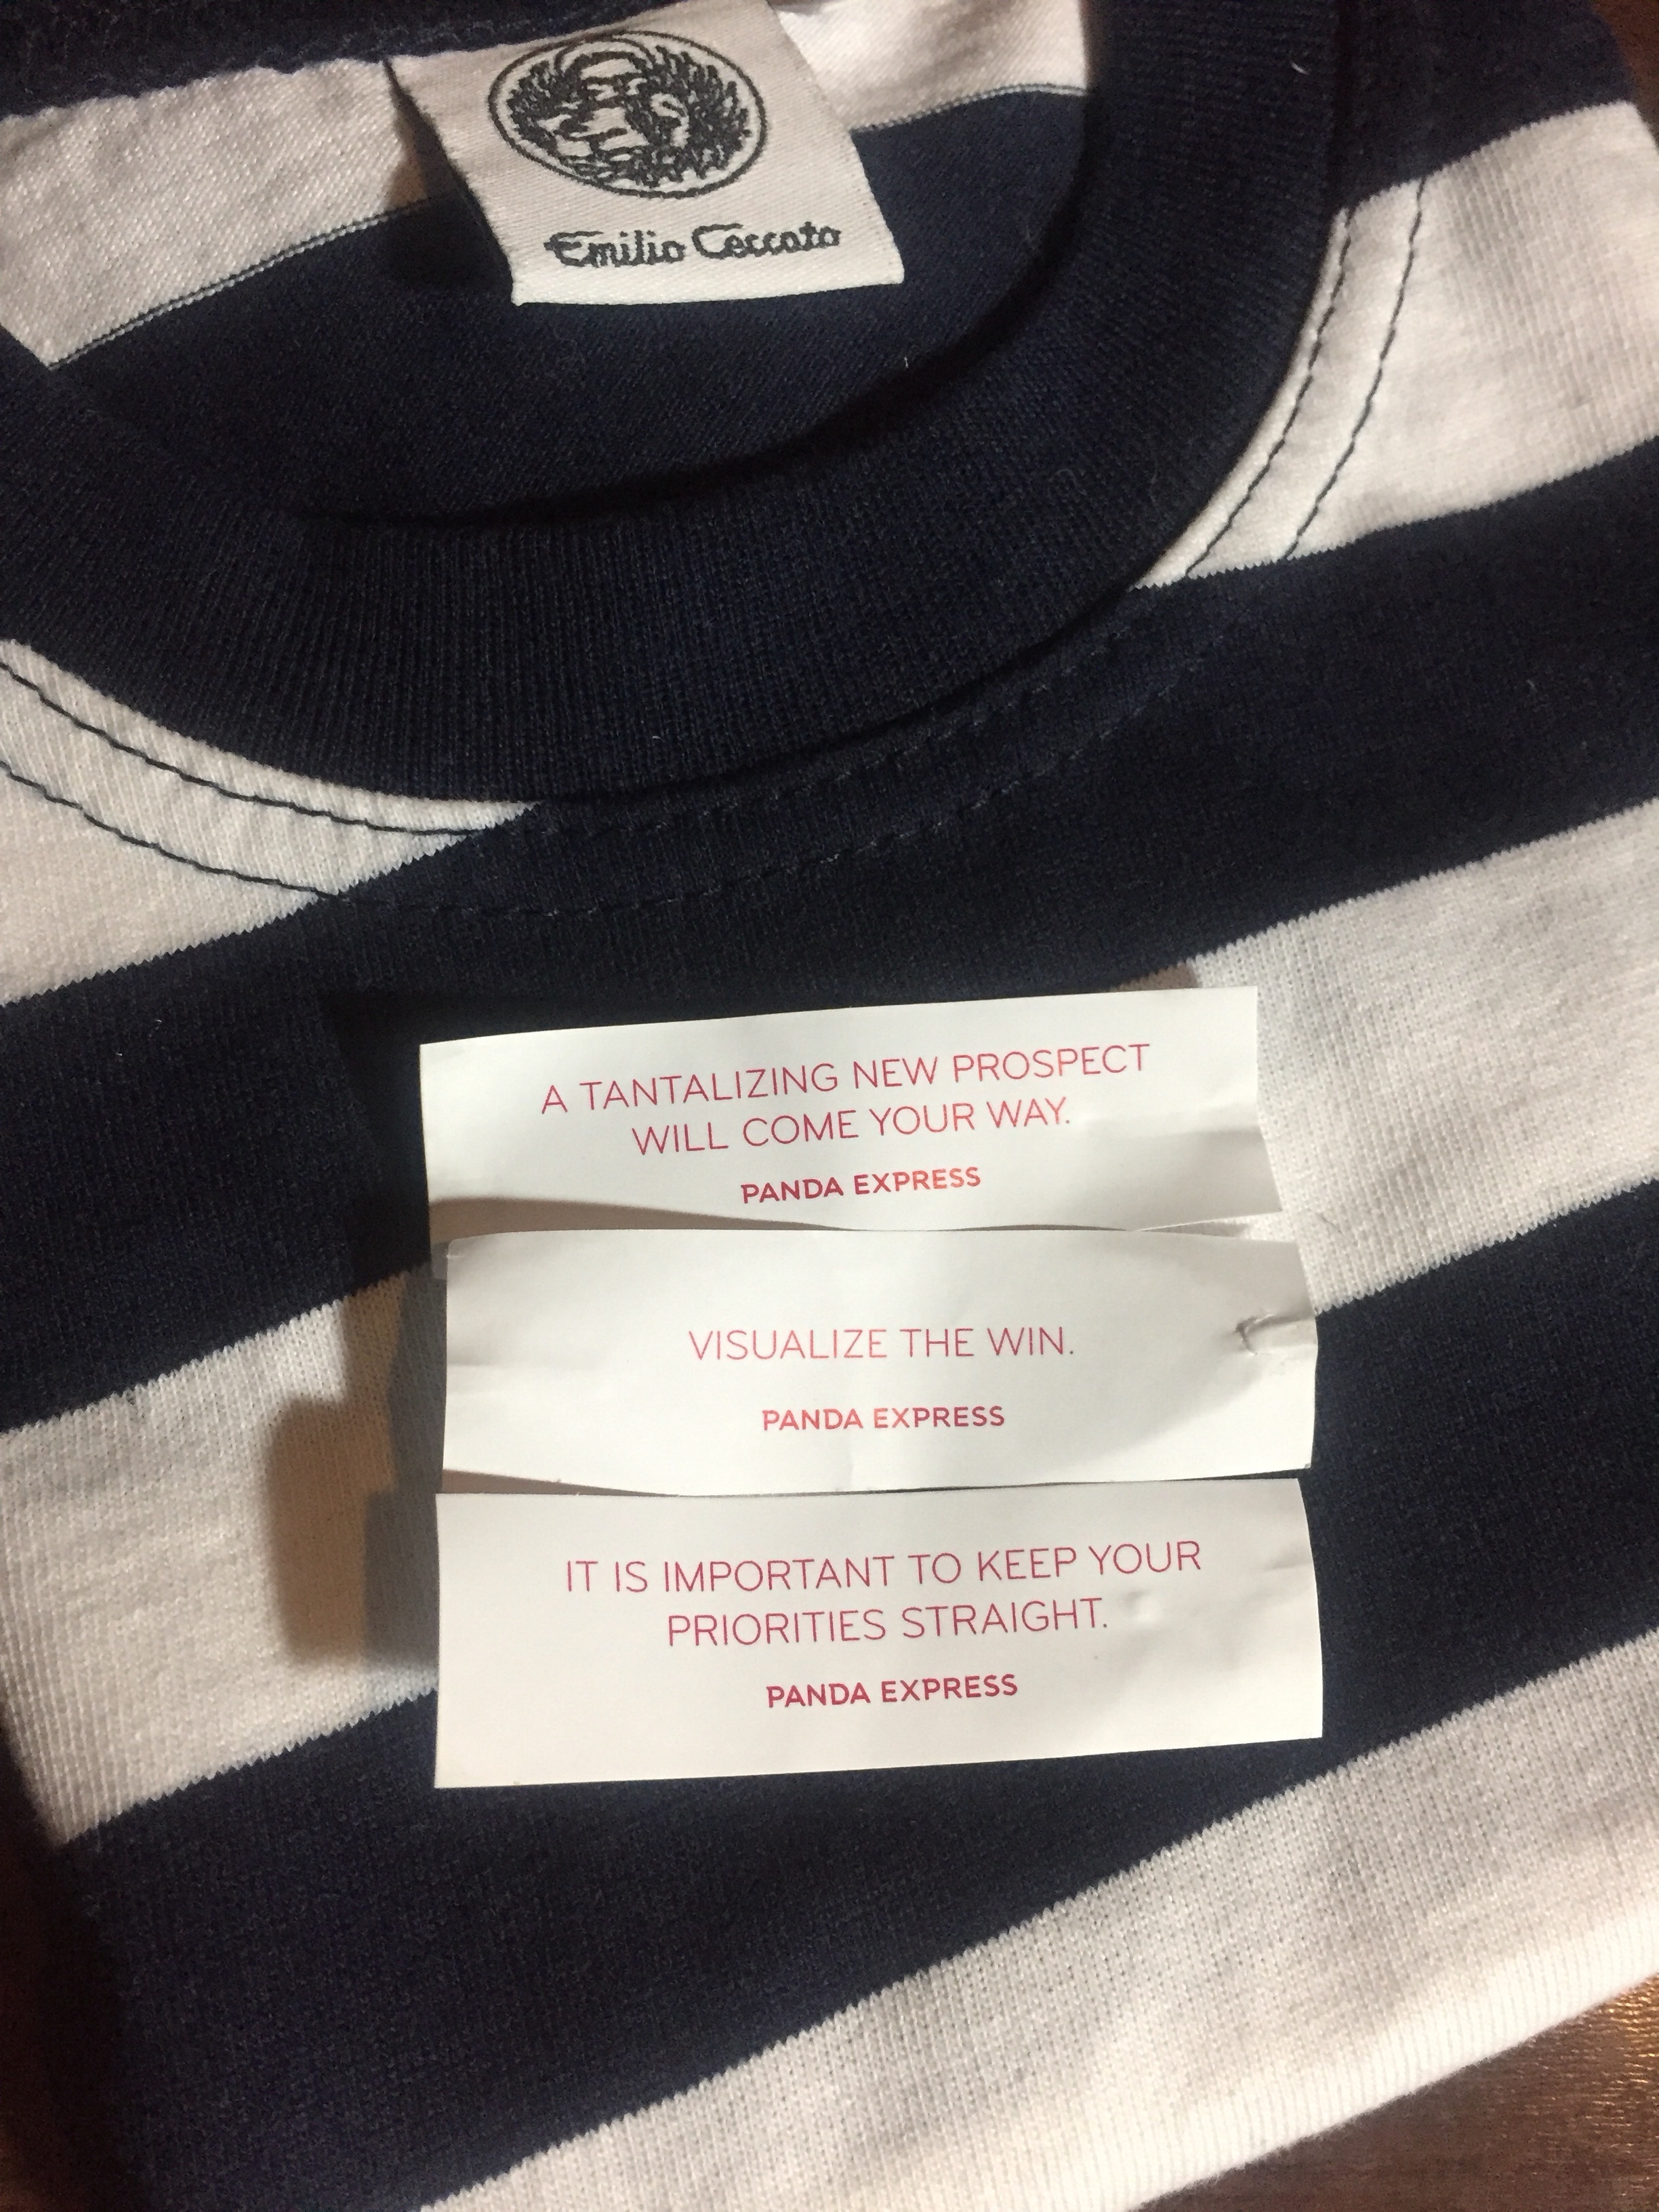 Emilio Ceccato
A TANTALIZING NEW PROSPECT
WILL COME YOUR WAY.
PANDA EXPRESS
VISUALIZE THE WIN.
PANDA EXPRESS
IT IS IMPORTANT TO KEEP YOUR
PRIORITIES STRAIGHT.
PANDA EXPRESS